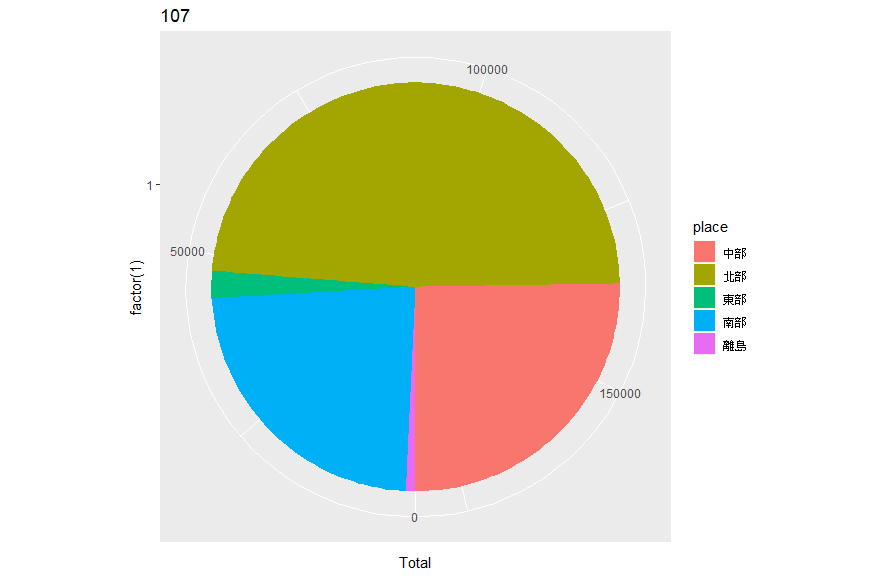 107
100000
1
50000
factor(1)
150000
0
Total
place
中部
北部
東部
南部
離島